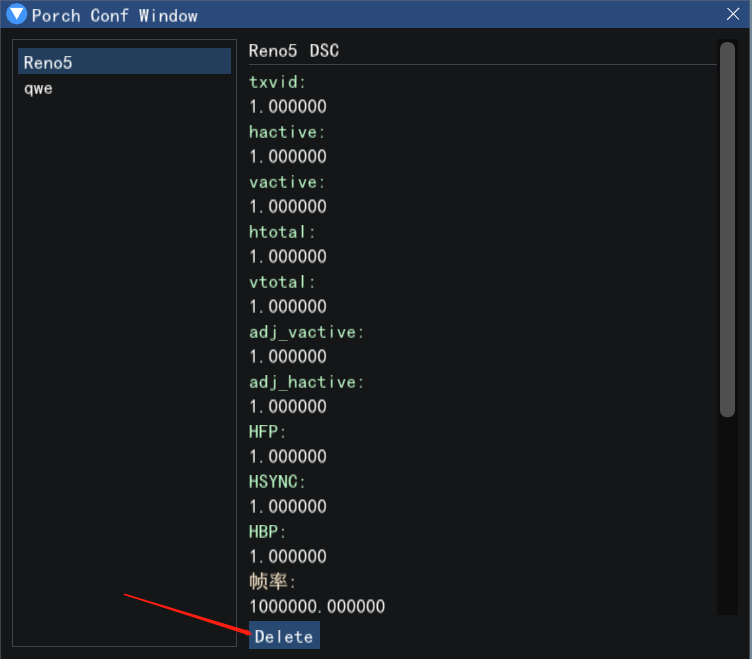 Porch Conf Window
Reno5
qwe
Reno5 DSC
txvid:
1.000000
hactive:
1.000000
vactive:
1.000000
htotal:
1.000000
vtotal:
1.000000
adj_vactive:
1.000000
adj_hactive:
1.000000
HFP:
1.000000
HSYNC:
1.000000
HBP:
1.000000
帧率:
1000000.000000
Delete